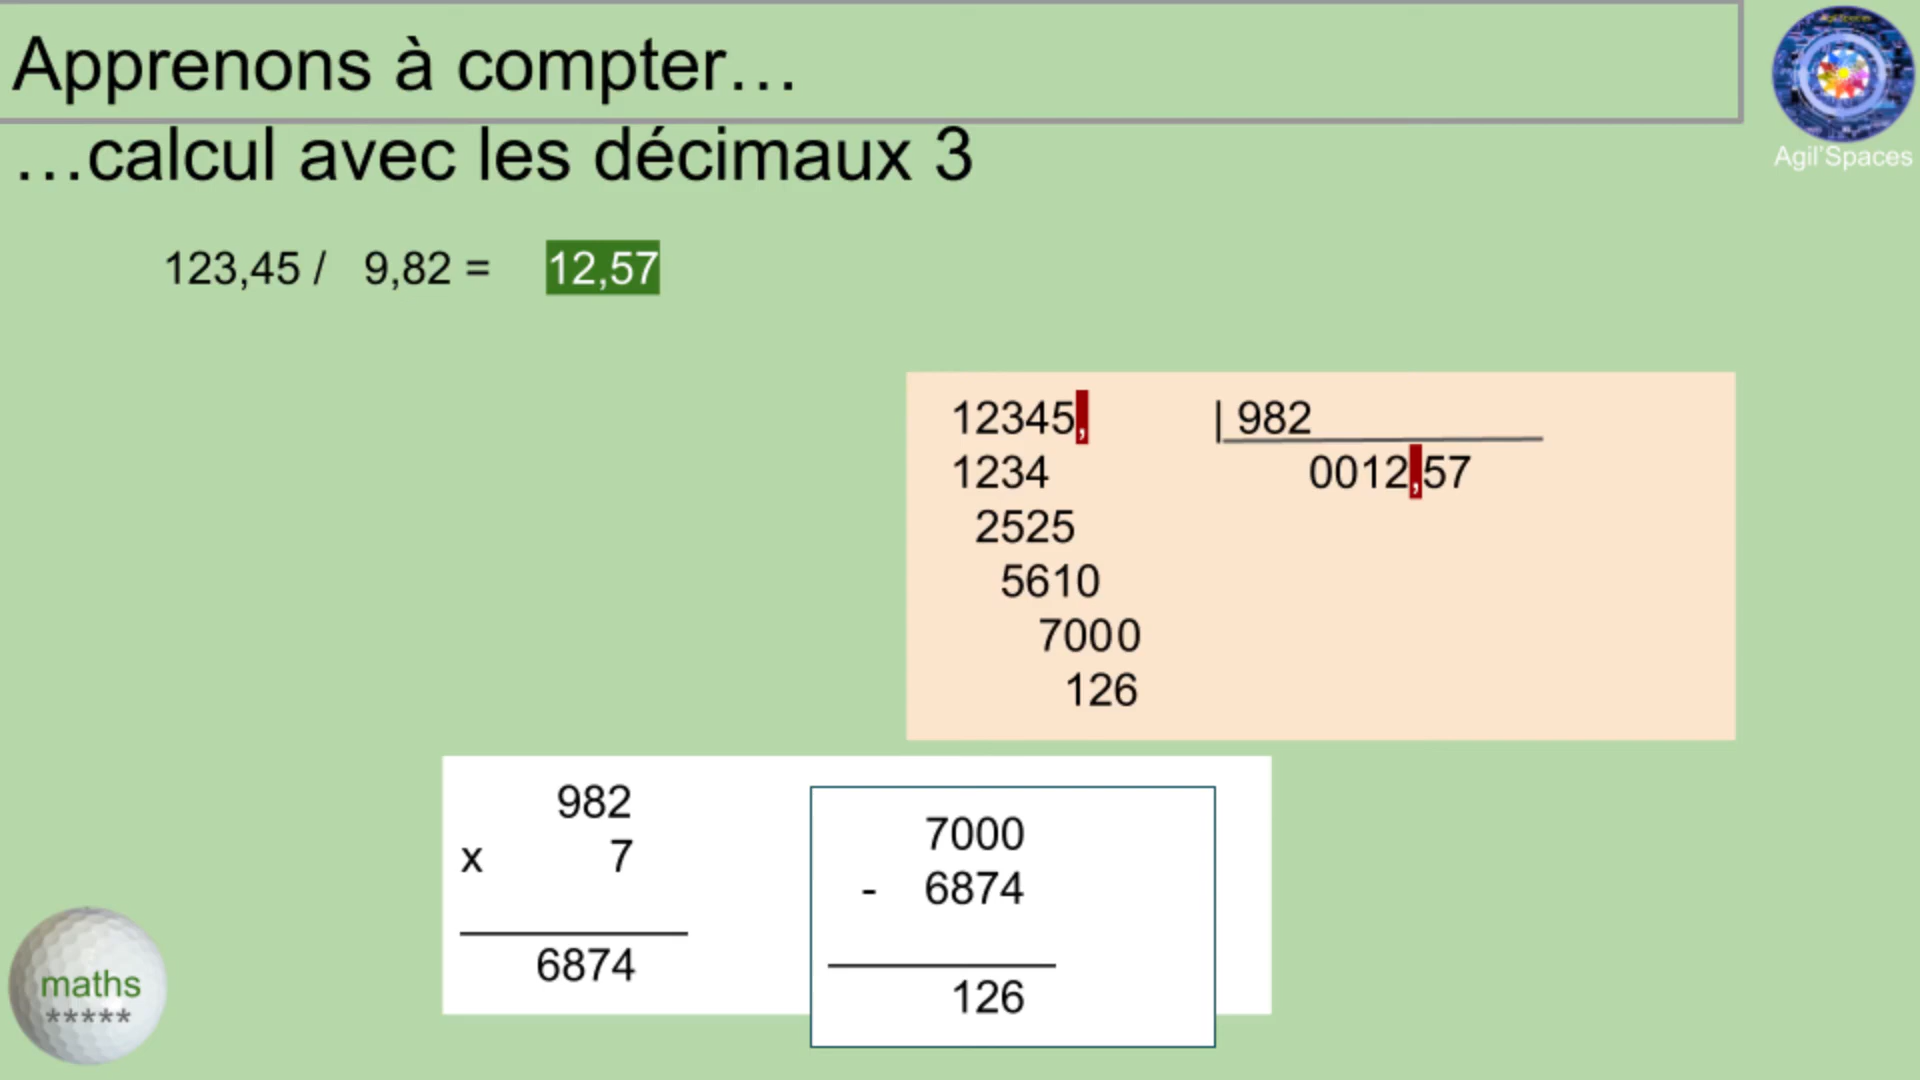 Apprenons à compter…
Agil'Spaces
…calcul avec les décimaux 3
123,45 / 9,82 = 12,57
12345, | 982
1234 0012,57
2525
5610
7000
126
982
x 7
6874
7000
- 6874
126
maths
*****